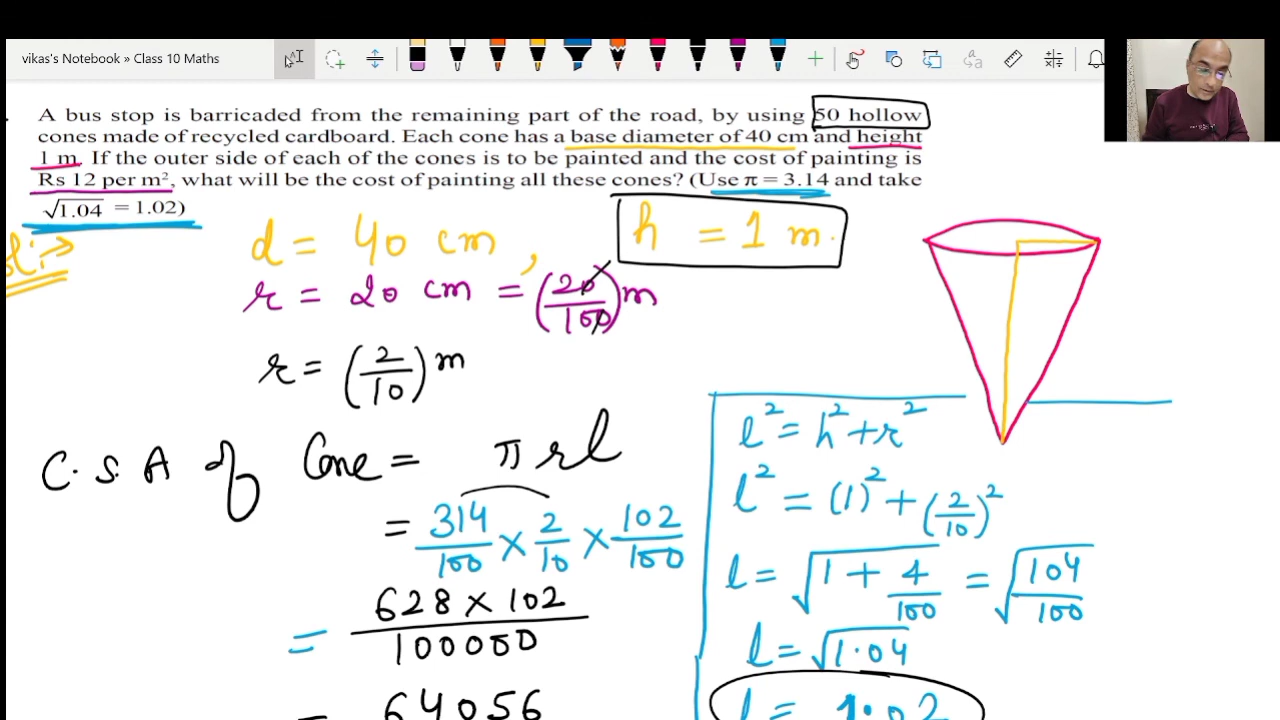 vikas's Notebook » Class 10 Maths
A bus stop is barricaded from the remaining part of the road, by using 50 hollow
cones made of recycled cardboard. Each cone has a base diameter of 40 cm and height
1 m. If the outer side of each of the cones is to be painted and the cost of painting is
Rs 12 per m², what will be the cost of painting all these cones? (Use π = 3.14 and take
√1.04 = 1.02)
d = 40 cm, h = 1 m.
r = 20 cm = (20/100) m
r = (2/10) m
C.S.A of Cone = πrl
= 314/100 × 2/10 × 102/100
= 628 × 102 / 100000
= 64056
l² = h² + r²
l² = (1)² + (2/10)²
l = √(1 + 4/100) = √(104/100)
l = √1.04
l = 1.02